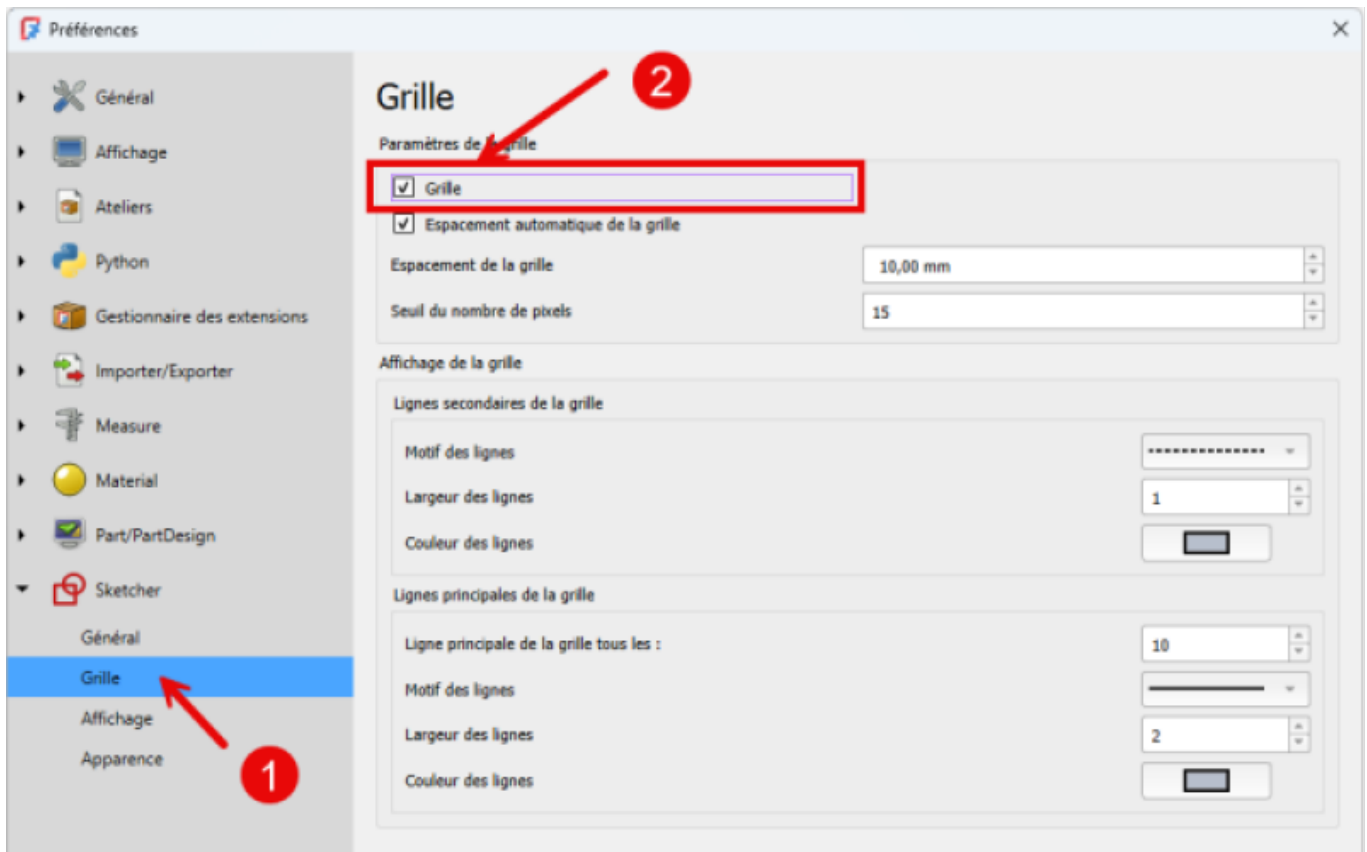 Préférences
Général
Affichage
Ateliers
Python
Gestionnaire des extensions
Importer/Exporter
Measure
Material
Part/PartDesign
Sketcher
Général
Grille
Affichage
Apparence
1
Grille
2
Paramètres de la grille
Grille
Espacement automatique de la grille
Espacement de la grille 10,00 mm
Seuil du nombre de pixels 15
Affichage de la grille
Lignes secondaires de la grille
Motif des lignes
Largeur des lignes 1
Couleur des lignes
Lignes principales de la grille
Ligne principale de la grille tous les : 10
Motif des lignes
Largeur des lignes 2
Couleur des lignes